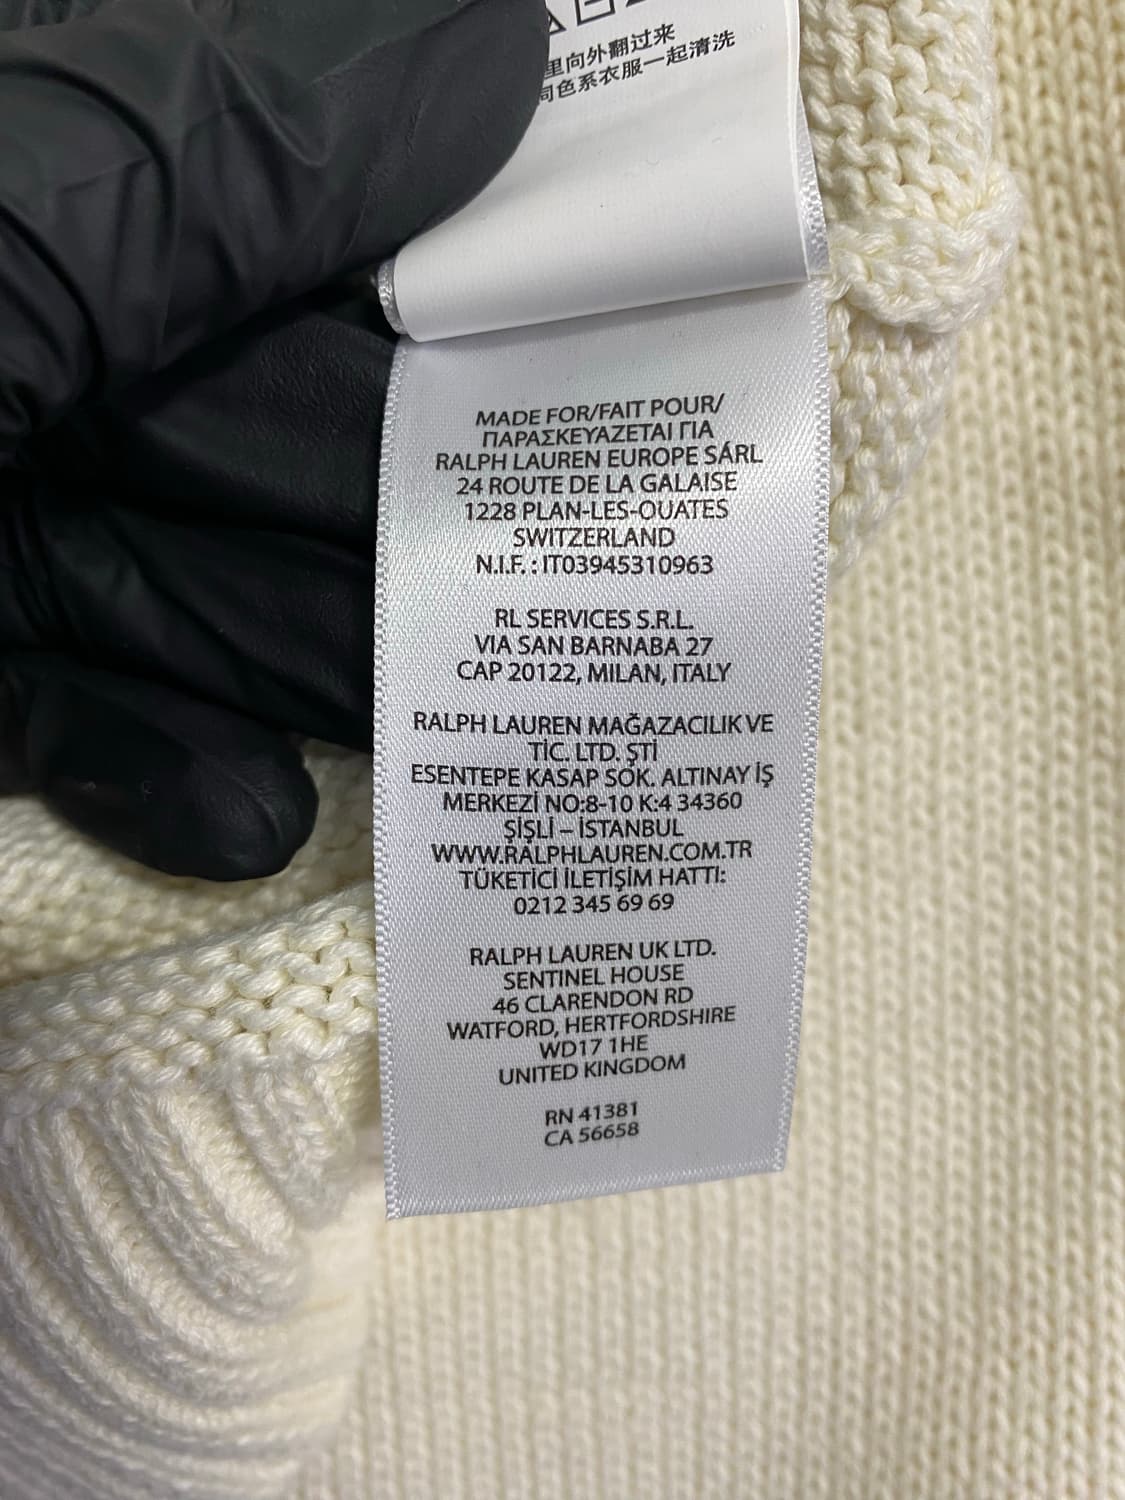 里向外翻过来
同色系衣服一起清洗
MADE FOR/FAIT POUR/
ΠΑΡΑΣΚΕΥΑΖΕΤΑΙ ΓΙΑ
RALPH LAUREN EUROPE SÁRL
24 ROUTE DE LA GALAISE
1228 PLAN-LES-OUATES
SWITZERLAND
N.I.F. : IT03945310963
RL SERVICES S.R.L.
VIA SAN BARNABA 27
CAP 20122, MILAN, ITALY
RALPH LAUREN MAĞAZACILIK VE
TİC. LTD. ŞTİ
ESENTEPE KASAP SOK. ALTINAY İŞ
MERKEZİ NO:8-10 K:4 34360
ŞİŞLİ – İSTANBUL
WWW.RALPHLAUREN.COM.TR
TÜKETİCİ İLETİŞİM HATTI:
0212 345 69 69
RALPH LAUREN UK LTD.
SENTINEL HOUSE
46 CLARENDON RD
WATFORD, HERTFORDSHIRE
WD17 1HE
UNITED KINGDOM
RN 41381
CA 56658